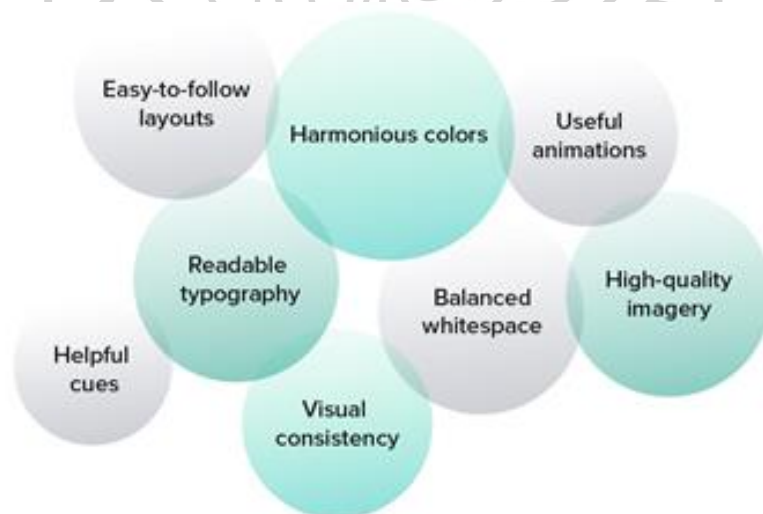 Easy-to-follow
layouts
Harmonious colors
Useful
animations
Readable
typography
Balanced
whitespace
High-quality
imagery
Helpful
cues
Visual
consistency